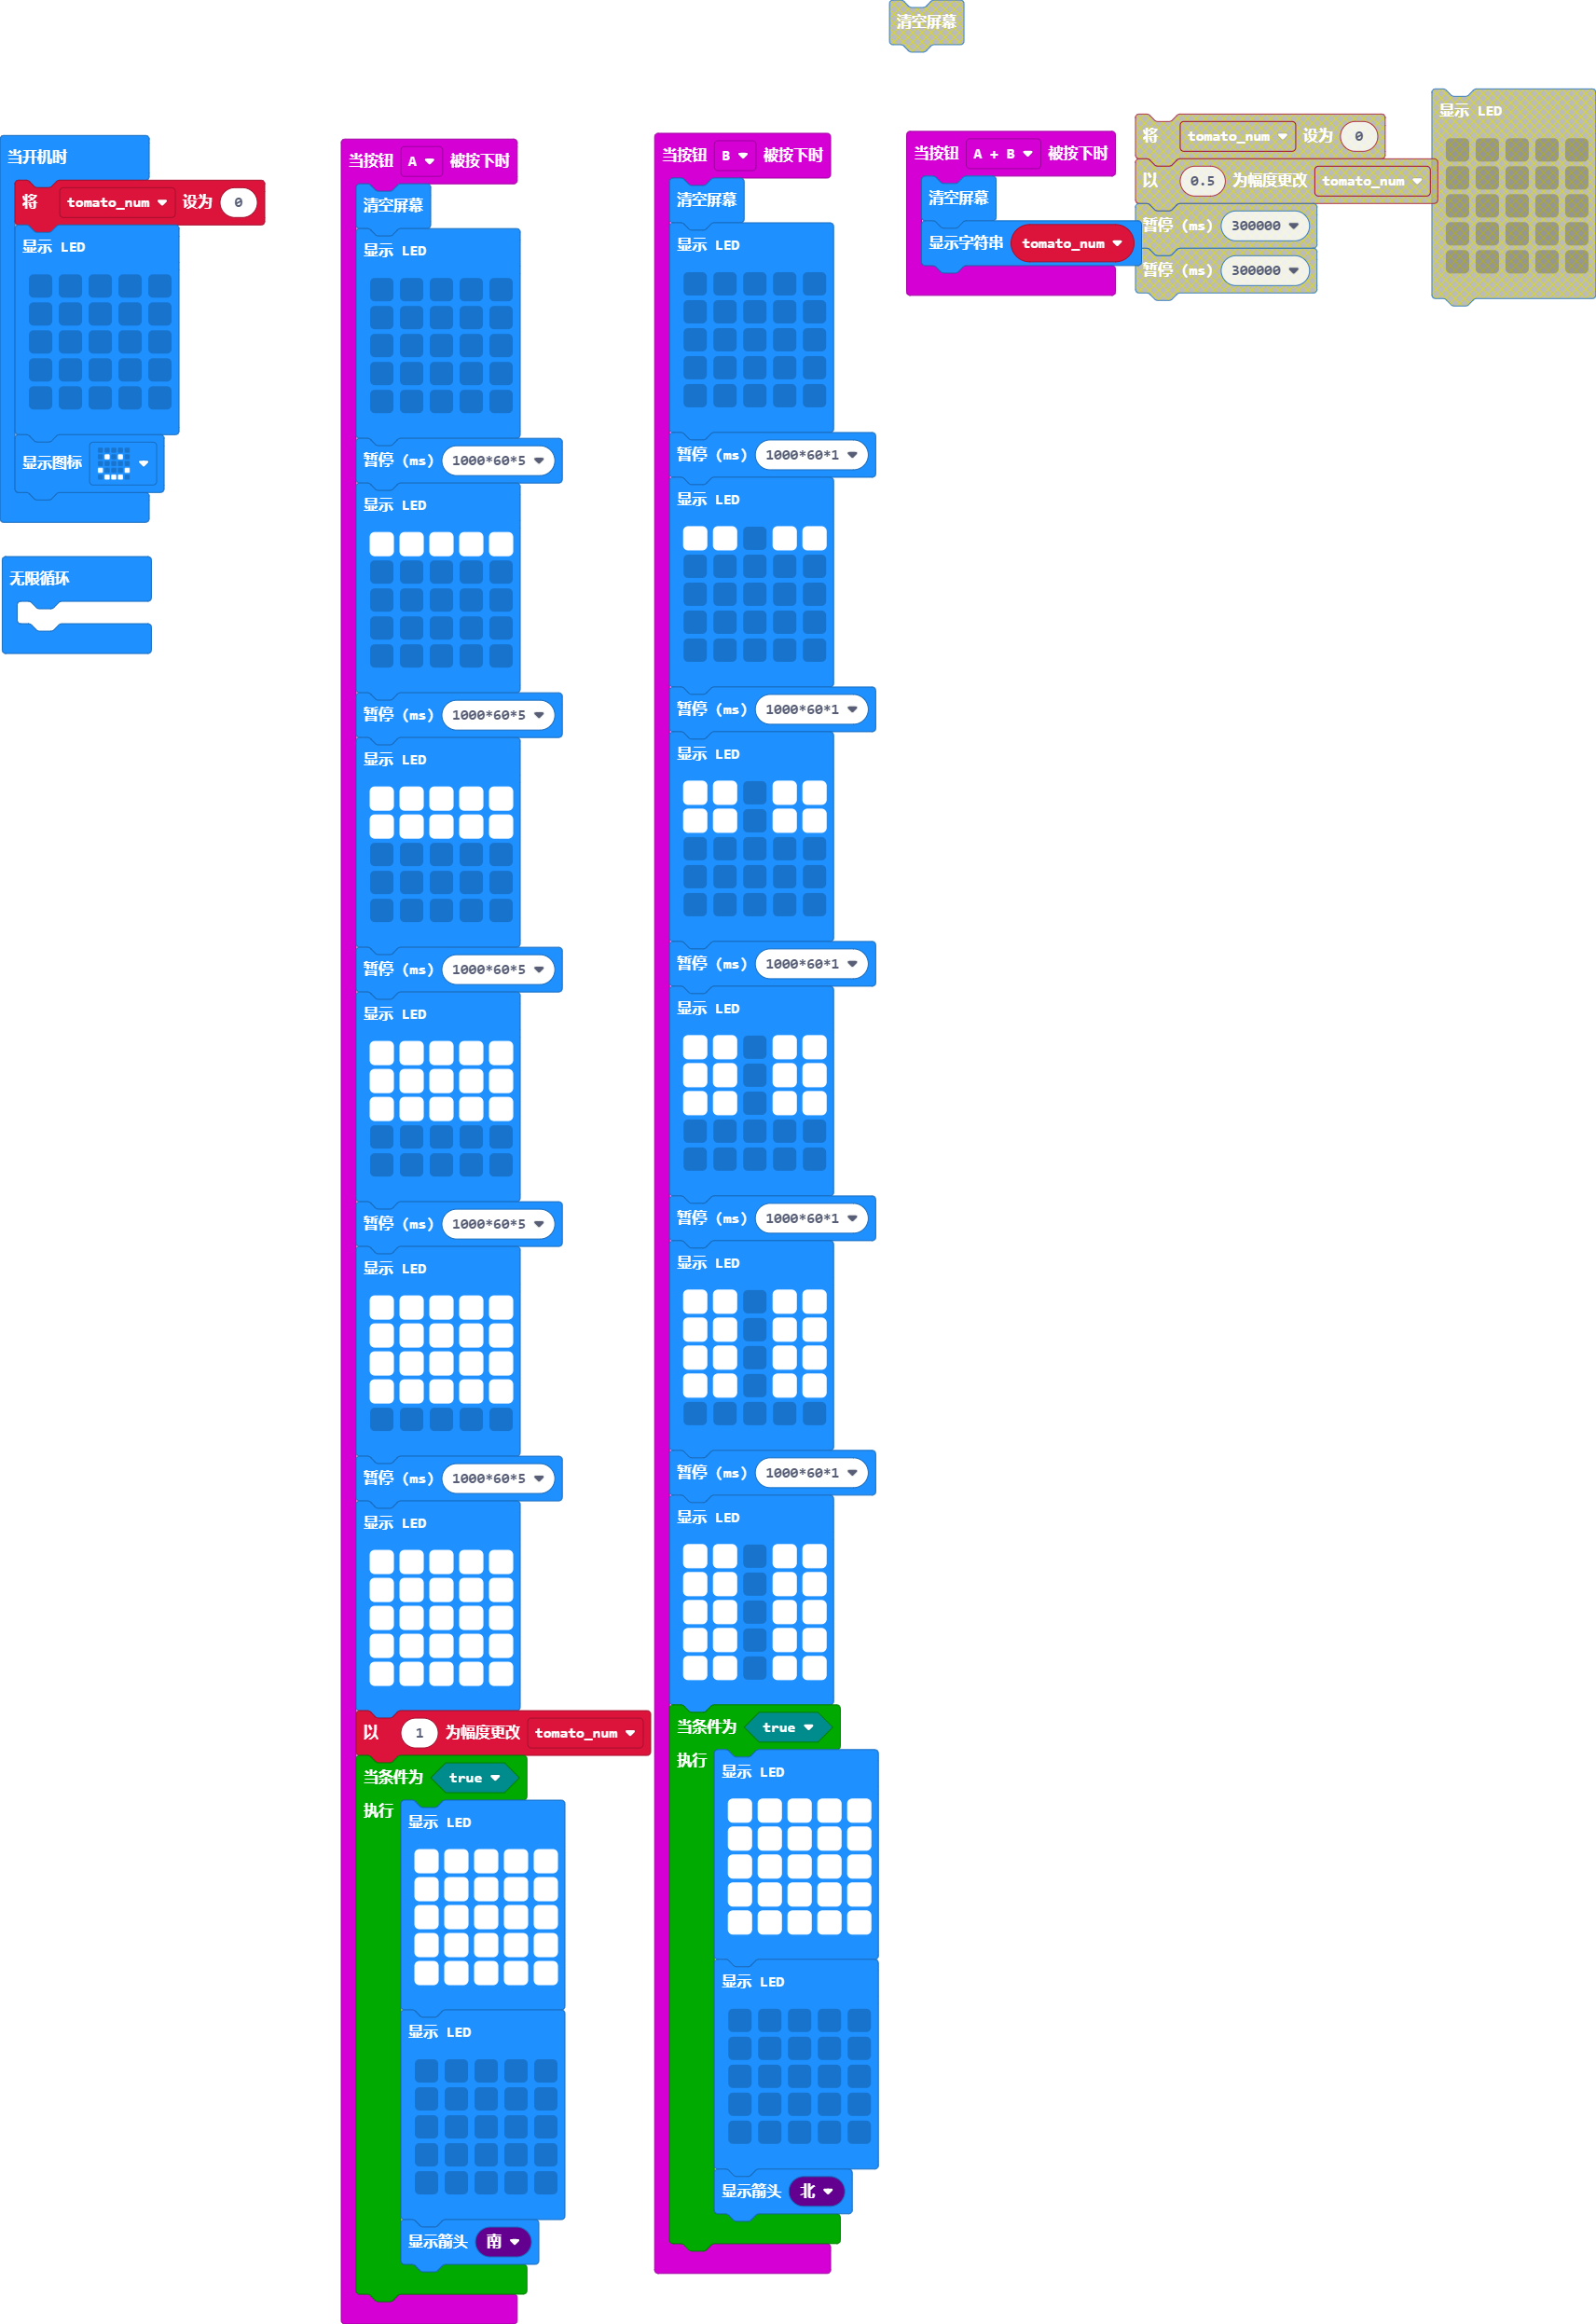 清空屏幕
当开机时
将 tomato_num 设为 0
显示 LED
显示图标
无限循环
当按钮 A 被按下时
清空屏幕
显示 LED
暂停 (ms) 1000*60*5
显示 LED
暂停 (ms) 1000*60*5
显示 LED
暂停 (ms) 1000*60*5
显示 LED
暂停 (ms) 1000*60*5
显示 LED
暂停 (ms) 1000*60*5
显示 LED
以 1 为幅度更改 tomato_num
当条件为 true
执行
显示 LED
显示 LED
显示箭头 南
当按钮 B 被按下时
清空屏幕
显示 LED
暂停 (ms) 1000*60*1
显示 LED
暂停 (ms) 1000*60*1
显示 LED
暂停 (ms) 1000*60*1
显示 LED
暂停 (ms) 1000*60*1
显示 LED
暂停 (ms) 1000*60*1
显示 LED
当条件为 true
执行
显示 LED
显示 LED
显示箭头 北
当按钮 A + B 被按下时
清空屏幕
显示字符串 tomato_num
将 tomato_num 设为 0
以 0.5 为幅度更改 tomato_num
暂停 (ms) 300000
暂停 (ms) 300000
显示 LED